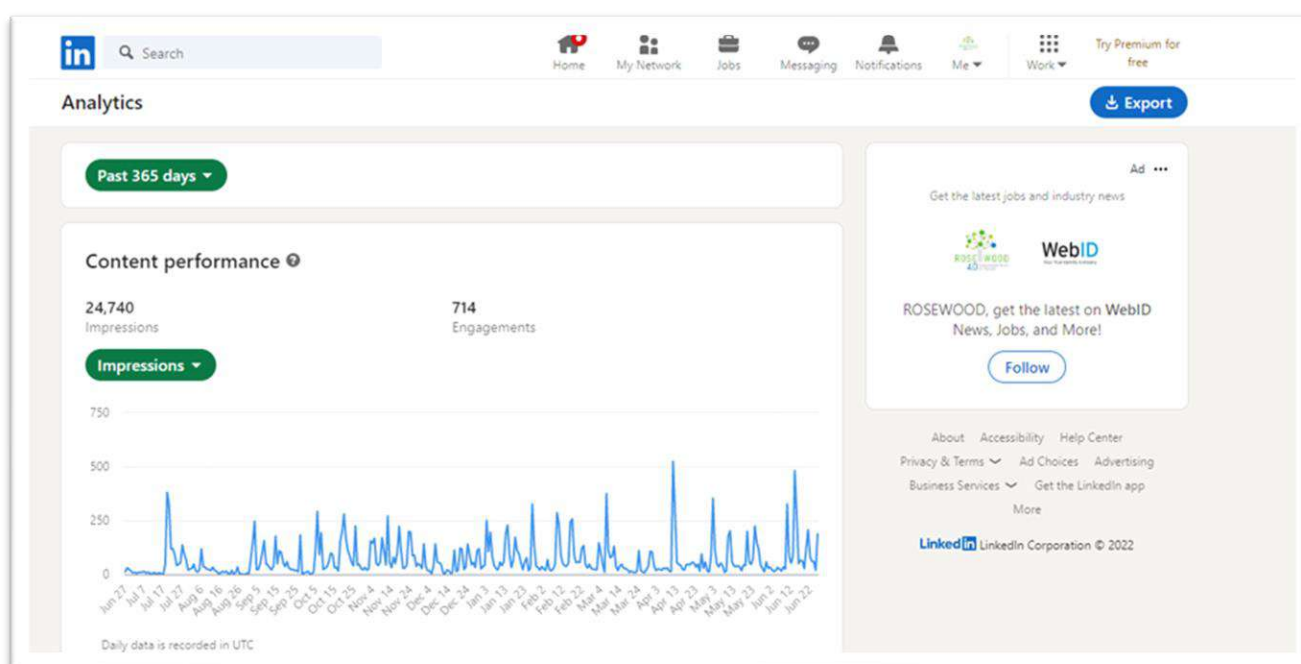 in Search
Home My Network Jobs Messaging Notifications Me Work Try Premium for
free
Analytics
Export
Past 365 days
Content performance
24,740
Impressions
714
Engagements
Impressions
750
500
250
0
Jun 27 Jul 7 Jul 17 Jul 27 Aug 6 Aug 16 Aug 26 Sep 5 Sep 15 Sep 25 Oct 5 Oct 15 Oct 25 Nov 4 Nov 14 Nov 24 Dec 4 Dec 14 Dec 24 Jan 3 Jan 13 Jan 23 Feb 2 Feb 12 Feb 22 Mar 4 Mar 14 Mar 24 Apr 3 Apr 13 Apr 23 May 3 May 13 May 23 Jun 2 Jun 12 Jun 22
Daily data is recorded in UTC
Ad
Get the latest jobs and industry news
ROSEWOOD
4.0
WebID
ROSEWOOD, get the latest on WebID
News, Jobs, and More!
Follow
About Accessibility Help Center
Privacy & Terms Ad Choices Advertising
Business Services Get the LinkedIn app
More
Linked in LinkedIn Corporation © 2022